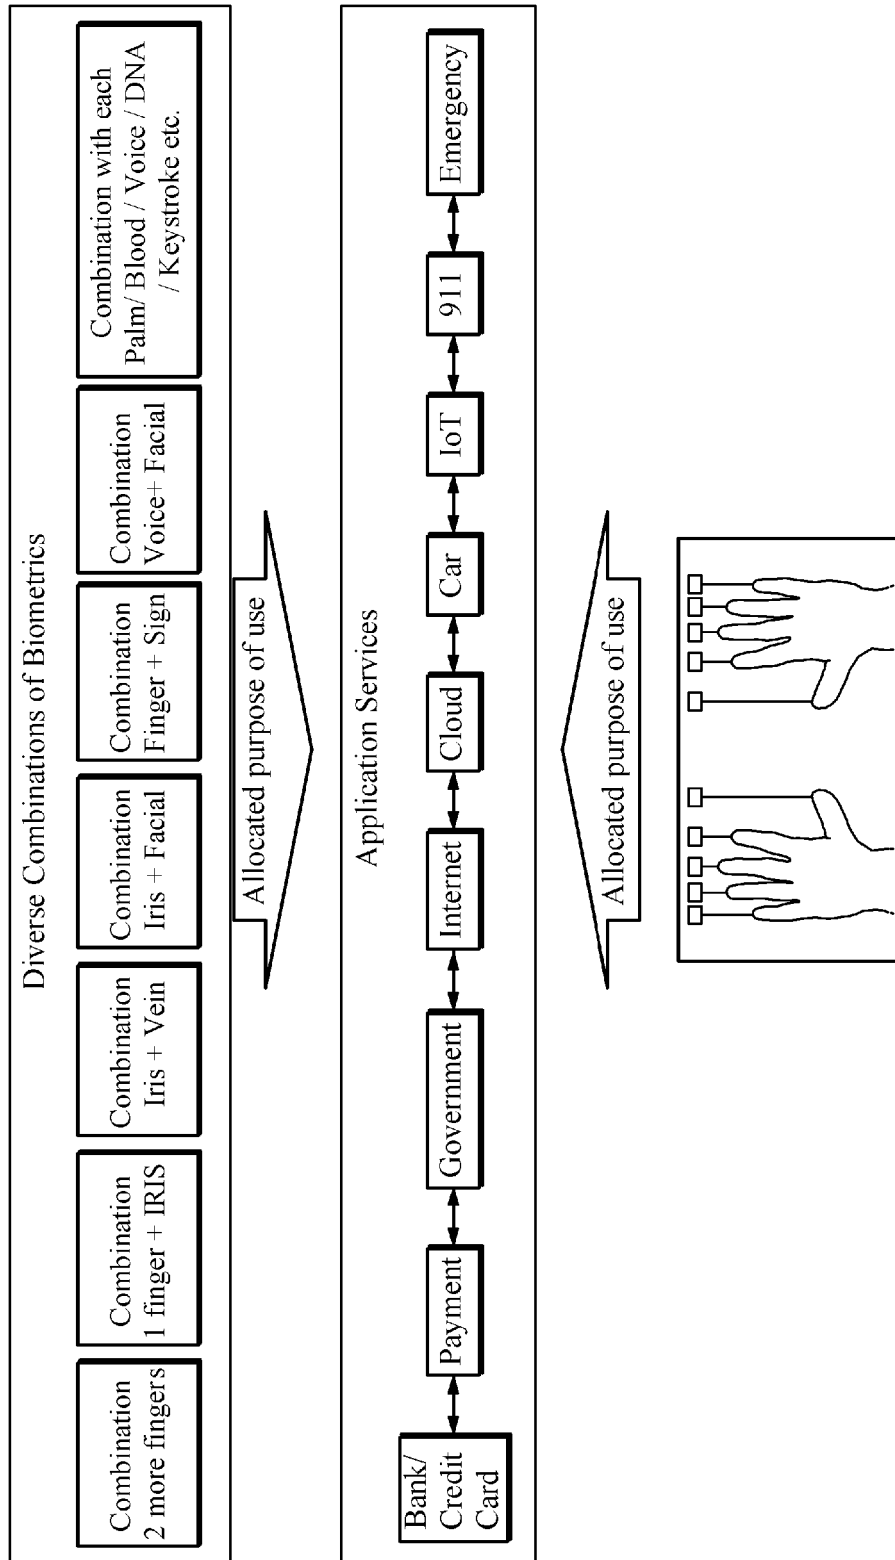 Diverse Combinations of Biometrics
Combination
2 more fingers
Combination
1 finger + IRIS
Combination
Iris + Vein
Combination
Iris + Facial
Combination
Finger + Sign
Combination
Voice+ Facial
Combination with each
Palm/ Blood / Voice / DNA
/ Keystroke etc.
Allocated purpose of use
Application Services
Bank/
Credit
Card
Payment
Government
Internet
Cloud
Car
IoT
911
Emergency
Allocated purpose of use